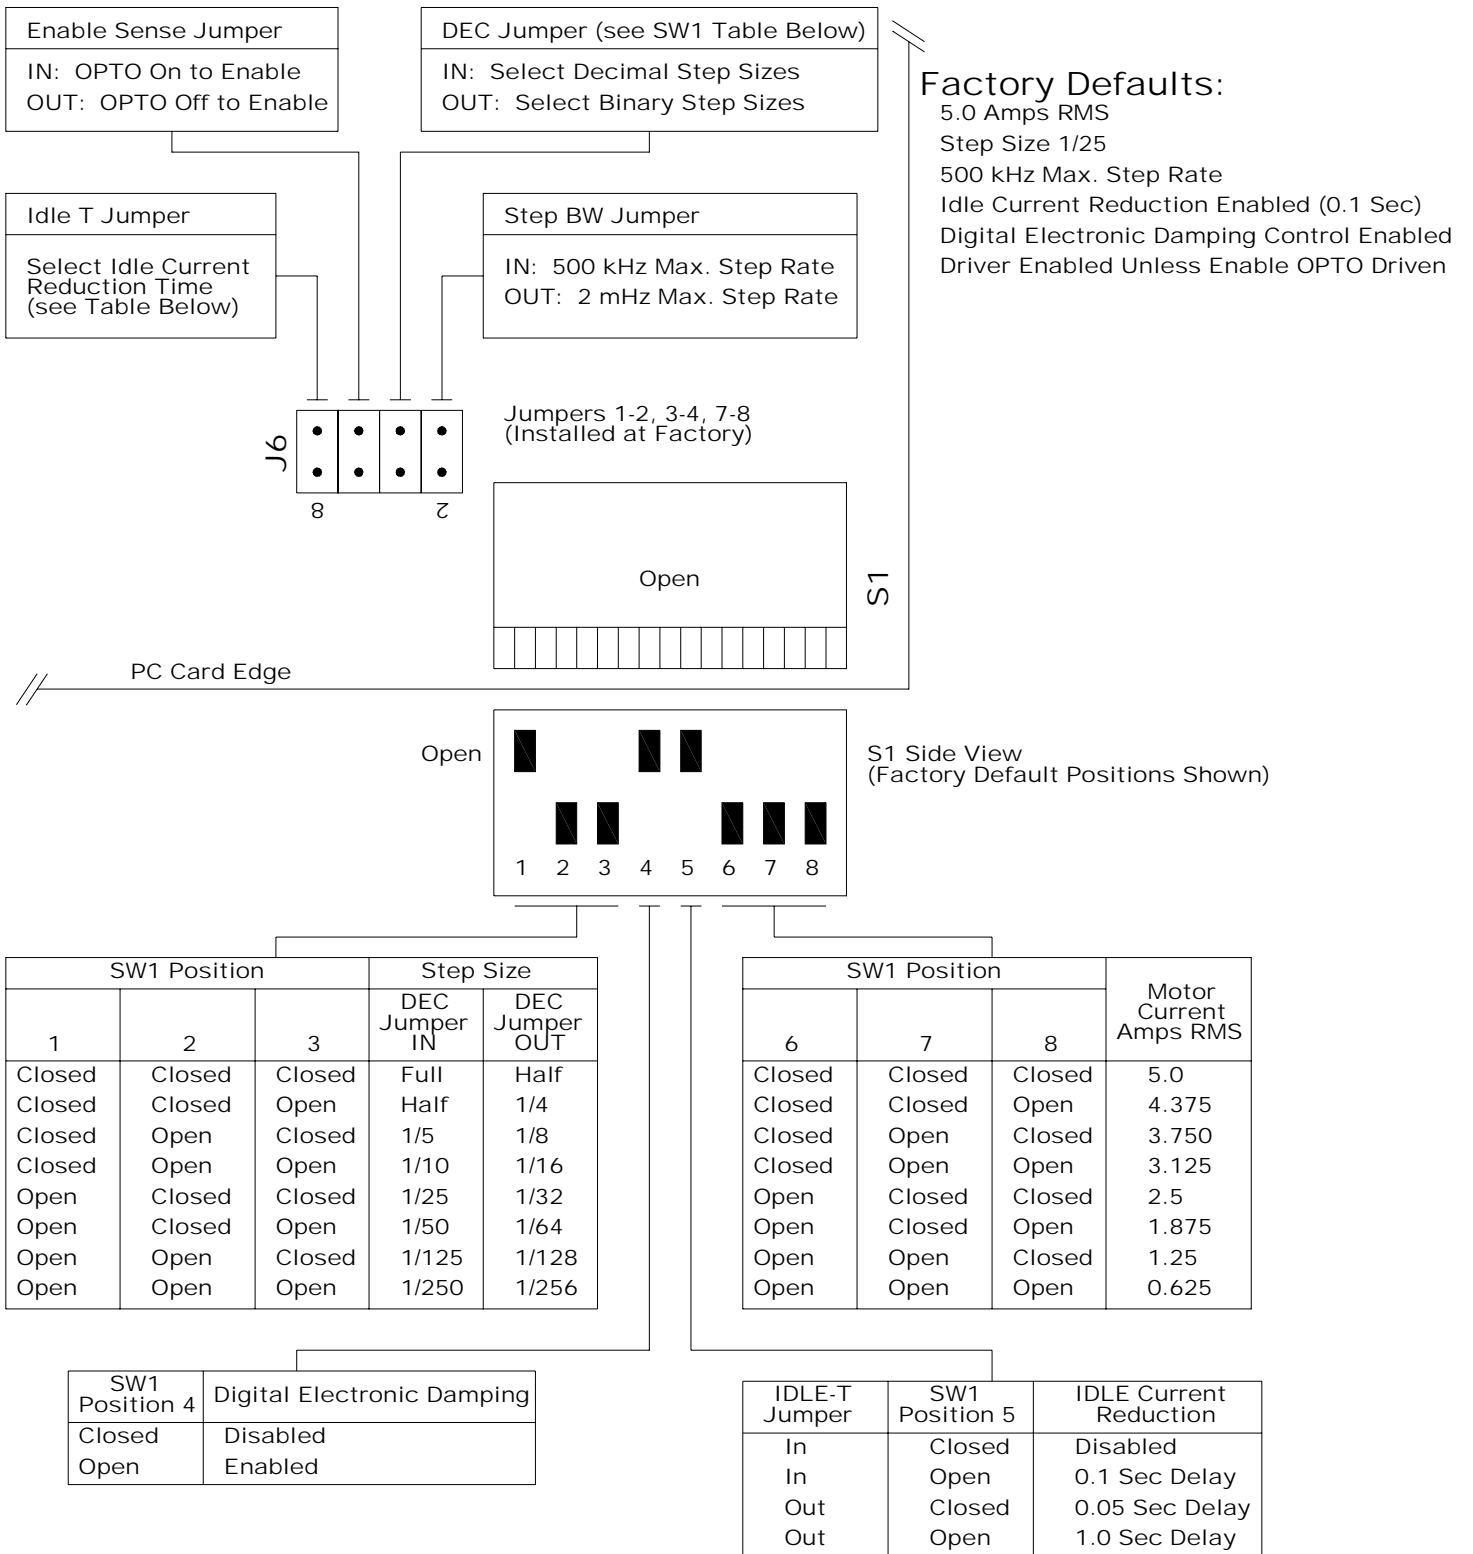 Enable Sense Jumper
IN: OPTO On to Enable
OUT: OPTO Off to Enable
DEC Jumper (see SW1 Table Below)
IN: Select Decimal Step Sizes
OUT: Select Binary Step Sizes
Factory Defaults:
5.0 Amps RMS
Step Size 1/25
500 kHz Max. Step Rate
Idle Current Reduction Enabled (0.1 Sec)
Digital Electronic Damping Control Enabled
Driver Enabled Unless Enable OPTO Driven
Idle T Jumper
Select Idle Current
Reduction Time
(see Table Below)
Step BW Jumper
IN: 500 kHz Max. Step Rate
OUT: 2 mHz Max. Step Rate
J6
8 2
Jumpers 1-2, 3-4, 7-8
(Installed at Factory)
Open
S1
PC Card Edge
Open
1 2 3 4 5 6 7 8
S1 Side View
(Factory Default Positions Shown)
SW1 Position Step Size
1 2 3 DEC Jumper IN DEC Jumper OUT
Closed Closed Closed Full Half
Closed Closed Open Half 1/4
Closed Open Closed 1/5 1/8
Closed Open Open 1/10 1/16
Open Closed Closed 1/25 1/32
Open Closed Open 1/50 1/64
Open Open Closed 1/125 1/128
Open Open Open 1/250 1/256
SW1 Position Motor Current Amps RMS
6 7 8
Closed Closed Closed 5.0
Closed Closed Open 4.375
Closed Open Closed 3.750
Closed Open Open 3.125
Open Closed Closed 2.5
Open Closed Open 1.875
Open Open Closed 1.25
Open Open Open 0.625
SW1 Position 4 Digital Electronic Damping
Closed Disabled
Open Enabled
IDLE-T Jumper SW1 Position 5 IDLE Current Reduction
In Closed Disabled
In Open 0.1 Sec Delay
Out Closed 0.05 Sec Delay
Out Open 1.0 Sec Delay